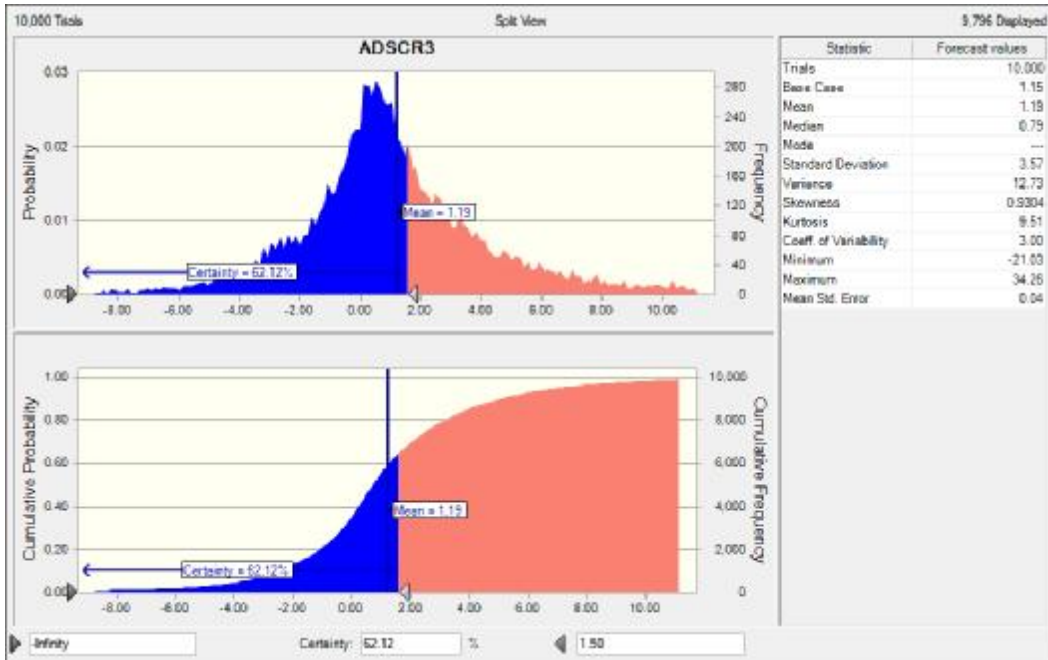 10,000 Trials Split View 9,796 Displayed
ADSCR3
0.03
0.02
0.01
0.00
Probability
280
240
200
160
120
80
40
0
Frequency
Mean = 1.19
Certainty = 62.12%
-8.00 -6.00 -4.00 -2.00 0.00 2.00 4.00 6.00 8.00 10.00
1.00
0.80
0.60
0.40
0.20
0.00
Cumulative Probability
10,000
8,000
6,000
4,000
2,000
0
Cumulative Frequency
Mean = 1.19
Certainty = 62.12%
-8.00 -6.00 -4.00 -2.00 0.00 2.00 4.00 6.00 8.00 10.00
Statistic Forecast values
Trials 10,000
Base Case 1.15
Mean 1.19
Median 0.79
Mode ---
Standard Deviation 3.57
Variance 12.73
Skewness 0.9304
Kurtosis 9.51
Coeff. of Variability 3.00
Minimum -21.03
Maximum
Mean Std. Error 0.04
-Infinity Certainty: 62.12 % 1.50